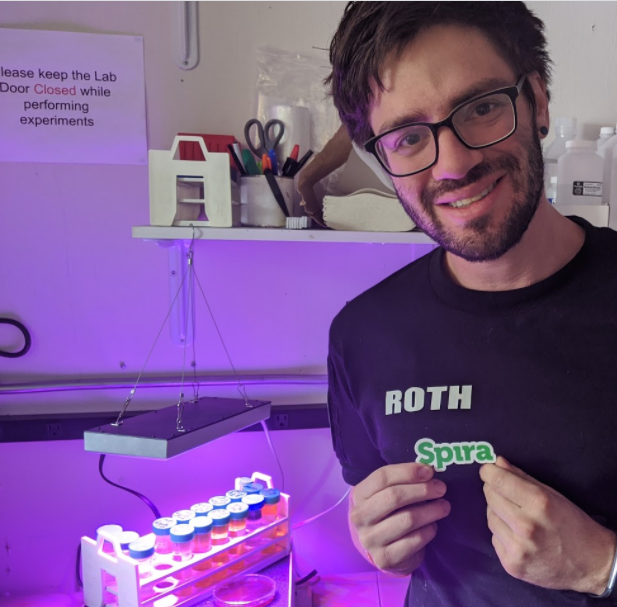 lease keep the Lab
Door Closed while
performing
experiments
ROTH
Spira